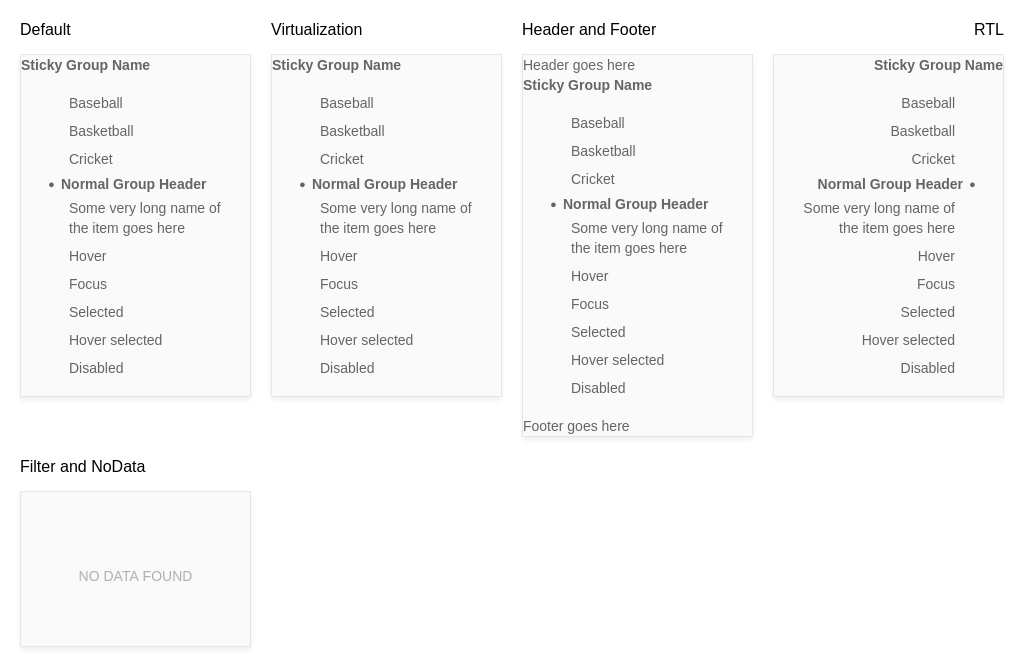 Default
Sticky Group Name
Baseball
Basketball
Cricket
Normal Group Header
Some very long name of
the item goes here
Hover
Focus
Selected
Hover selected
Disabled
Virtualization
Sticky Group Name
Baseball
Basketball
Cricket
Normal Group Header
Some very long name of
the item goes here
Hover
Focus
Selected
Hover selected
Disabled
Header and Footer
Header goes here
Sticky Group Name
Baseball
Basketball
Cricket
Normal Group Header
Some very long name of
the item goes here
Hover
Focus
Selected
Hover selected
Disabled
Footer goes here
RTL
Sticky Group Name
Baseball
Basketball
Cricket
Normal Group Header
Some very long name of
the item goes here
Hover
Focus
Selected
Hover selected
Disabled
Filter and NoData
NO DATA FOUND